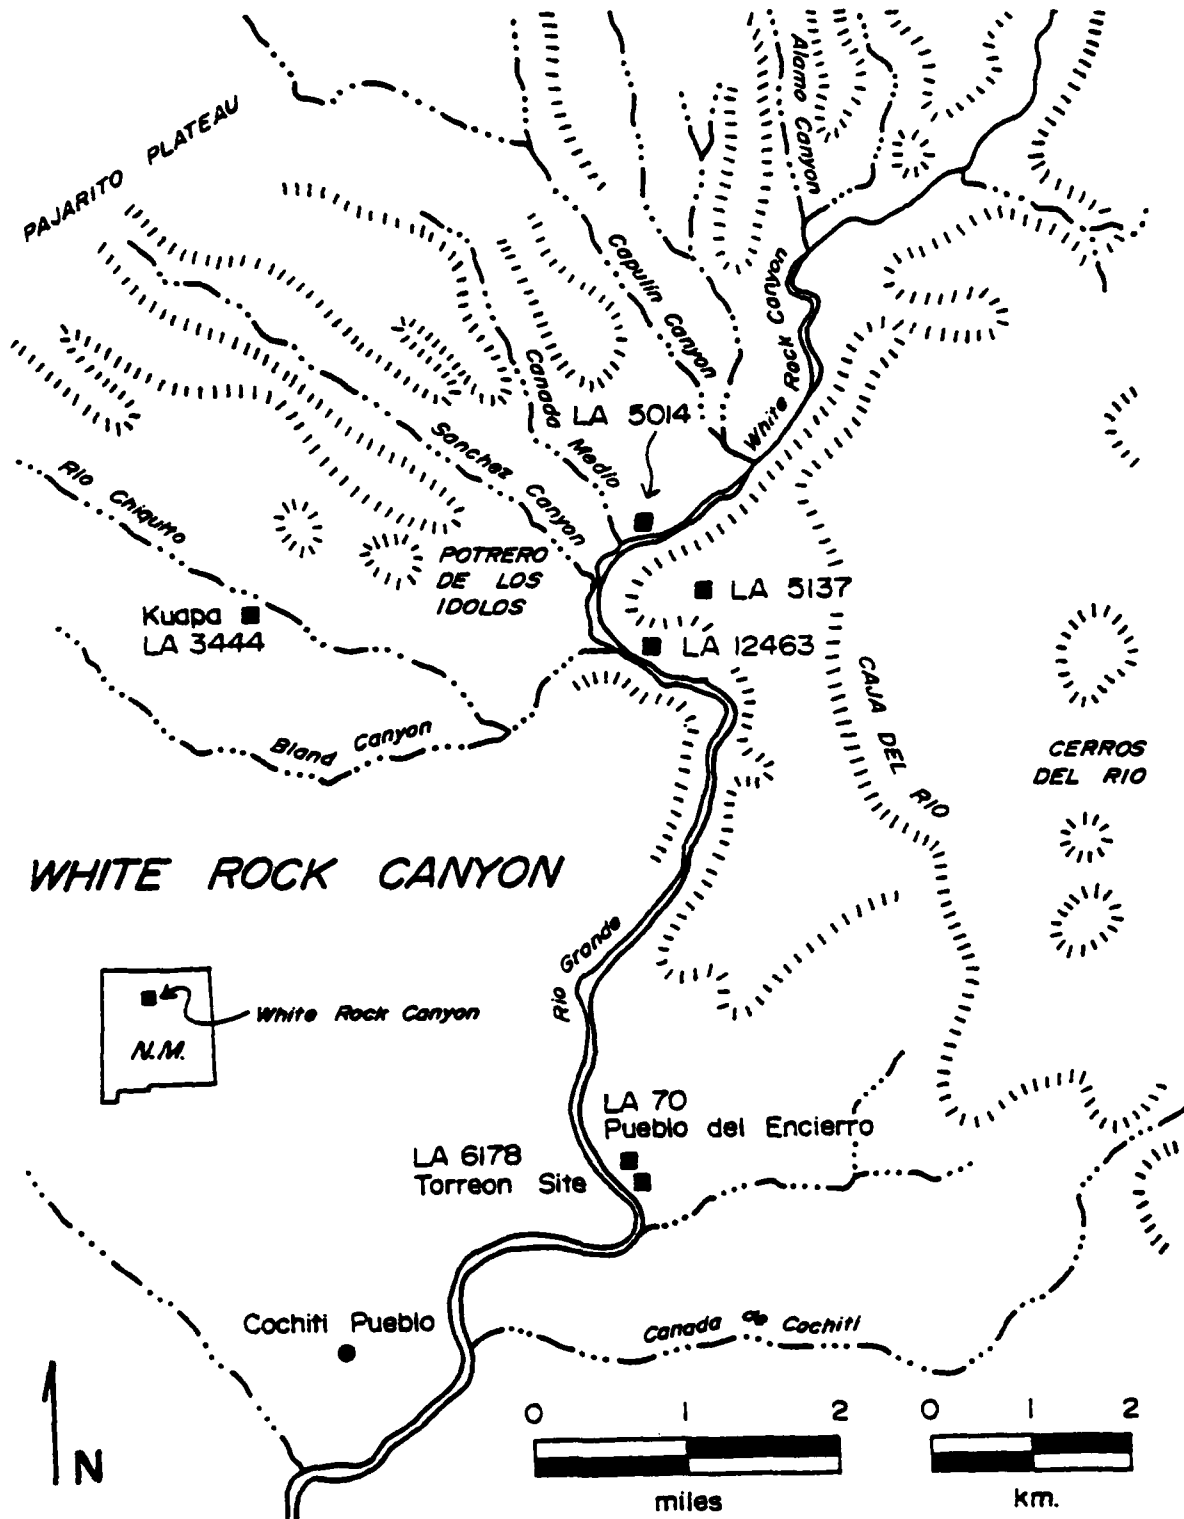 PAJARITO PLATEAU
Alamo Canyon
Capulin Canyon
White Rock Canyon
Canada Medio
LA 5014
Sanchez Canyon
Rio Chiquito
POTRERO
DE LOS
IDOLOS
LA 5137
Kuapa
LA 3444
LA 12463
CAJA DEL RIO
Bland Canyon
CERROS
DEL RIO
WHITE ROCK CANYON
Rio Grande
White Rock Canyon
N.M.
LA 70
Pueblo del Encierro
LA 6178
Torreon Site
Cochiti Pueblo
Canada de Cochiti
N
0 1 2
miles
0 1 2
km.